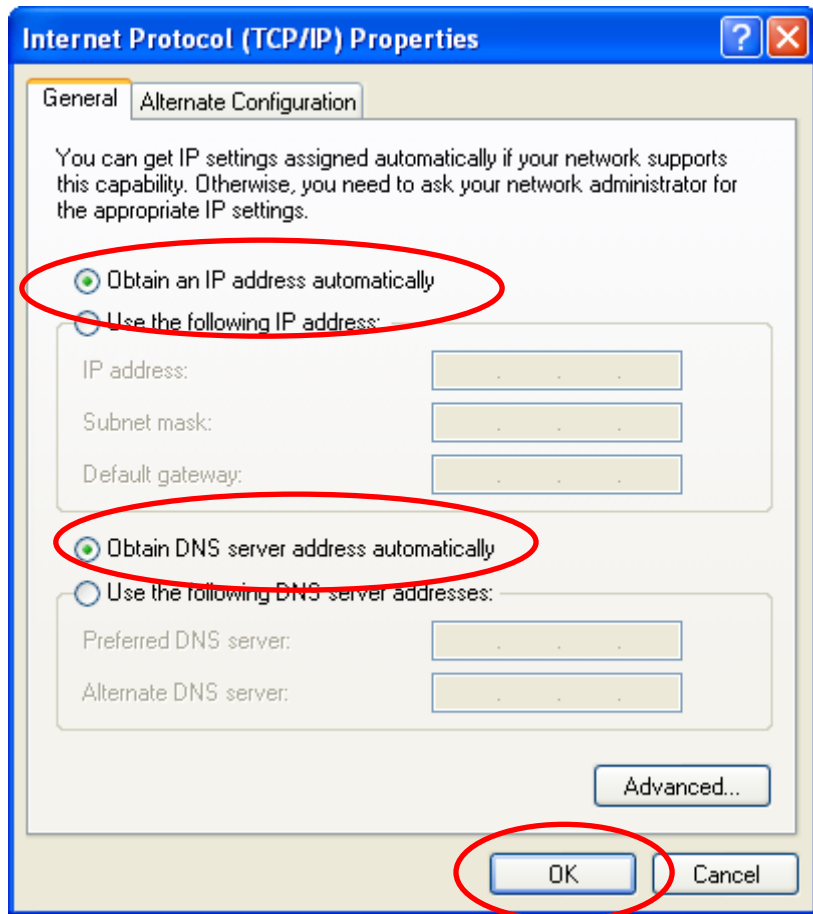 Internet Protocol (TCP/IP) Properties
General
Alternate Configuration
You can get IP settings assigned automatically if your network supports
this capability. Otherwise, you need to ask your network administrator for
the appropriate IP settings.
Obtain an IP address automatically
Use the following IP address:
IP address:
Subnet mask:
Default gateway:
Obtain DNS server address automatically
Use the following DNS server addresses:
Preferred DNS server:
Alternate DNS server:
Advanced...
OK
Cancel